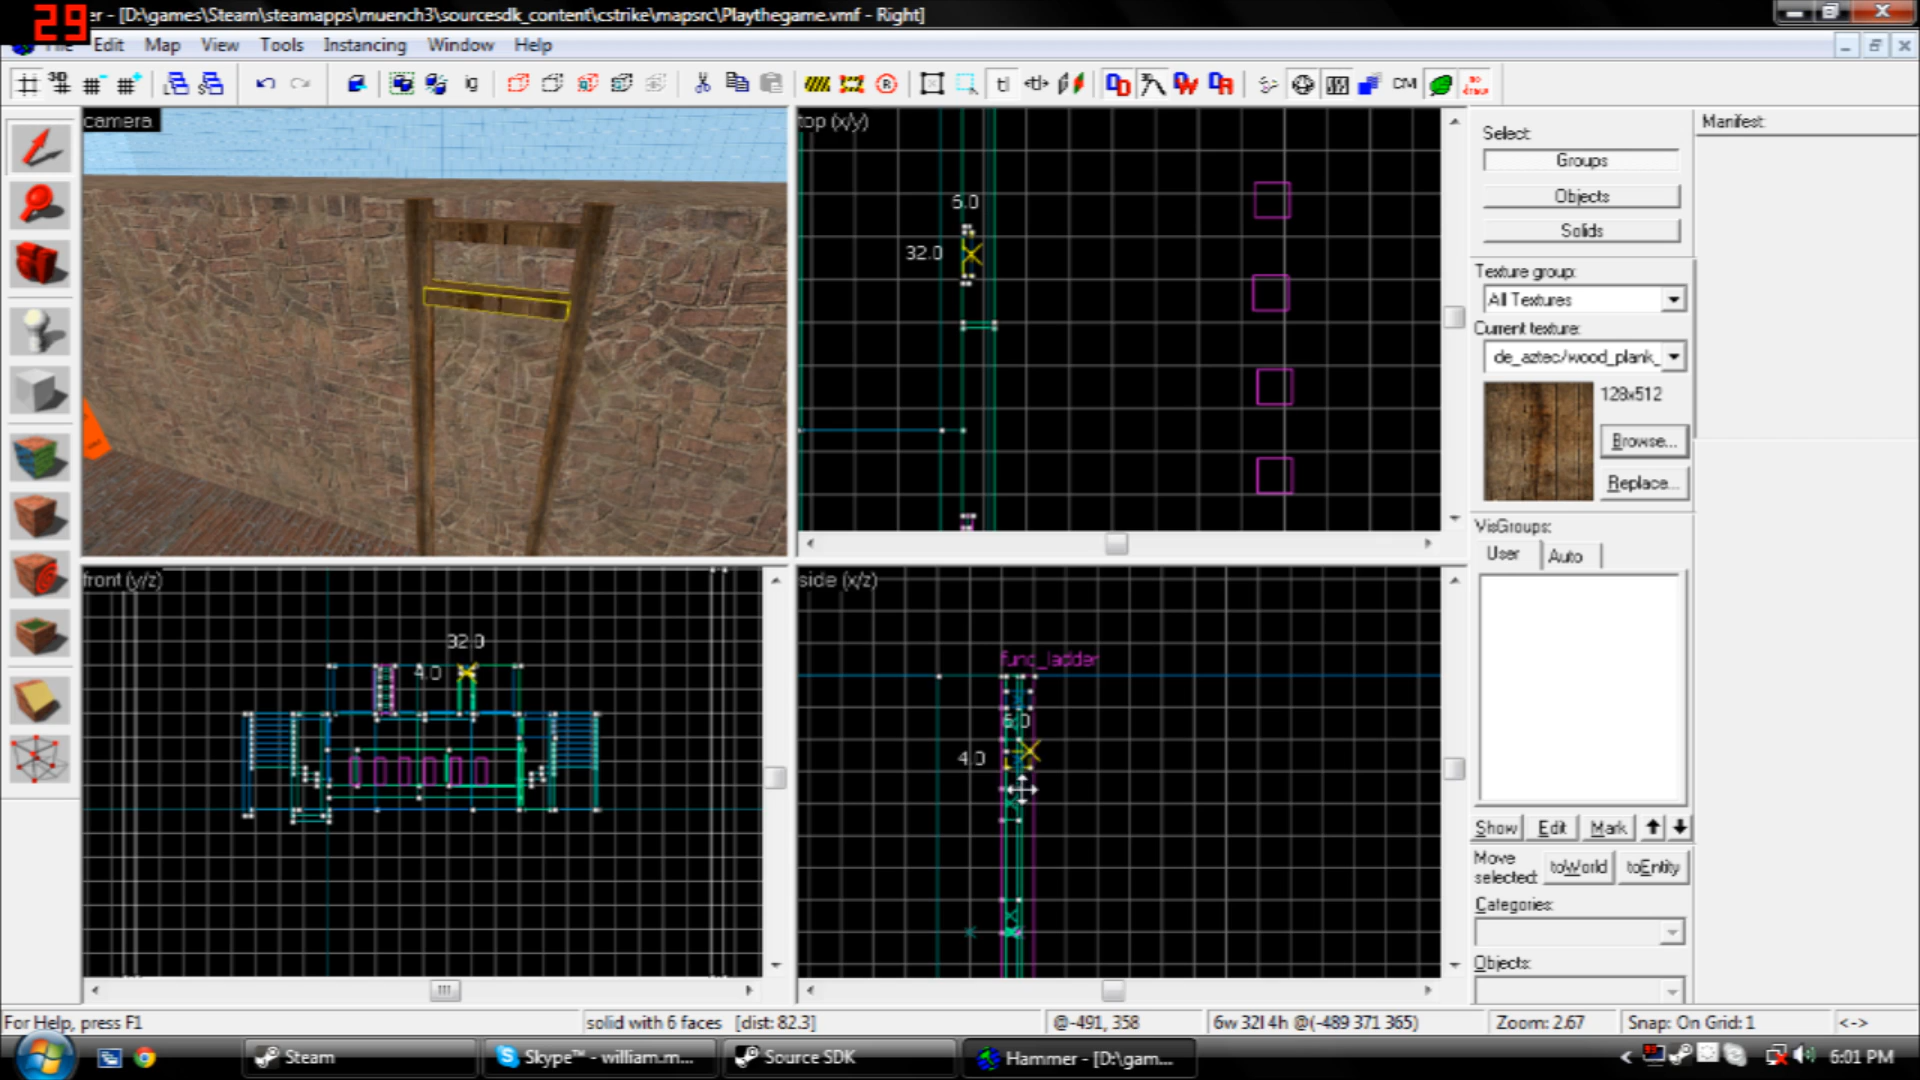 29
er - [D:\games\Steam\steamapps\muench3\sourcesdk_content\cstrike\mapsrc\Playthegame.vmf - Right]
Edit Map View Tools Instancing Window Help
3D
ig
tl
CM
camera
top (x/y)
6.0
32.0
front (y/z)
32.0
4.0
side (x/z)
func_ladder
6.0
4.0
Select:
Groups
Objects
Solids
Texture group:
All Textures
Current texture:
de_aztec/wood_plank_
128x512
Browse...
Replace...
VisGroups:
User Auto
Show Edit Mark
Move selected:
toWorld toEntity
Categories:
Objects:
Manifest:
For Help, press F1
solid with 6 faces [dist: 82.3]
@-491, 358
6w 32l 4h @(-489 371 365)
Zoom: 2.67
Snap: On Grid: 1
<->
Steam
Skype™ - william.m...
Source SDK
Hammer - [D:\gam...
6:01 PM